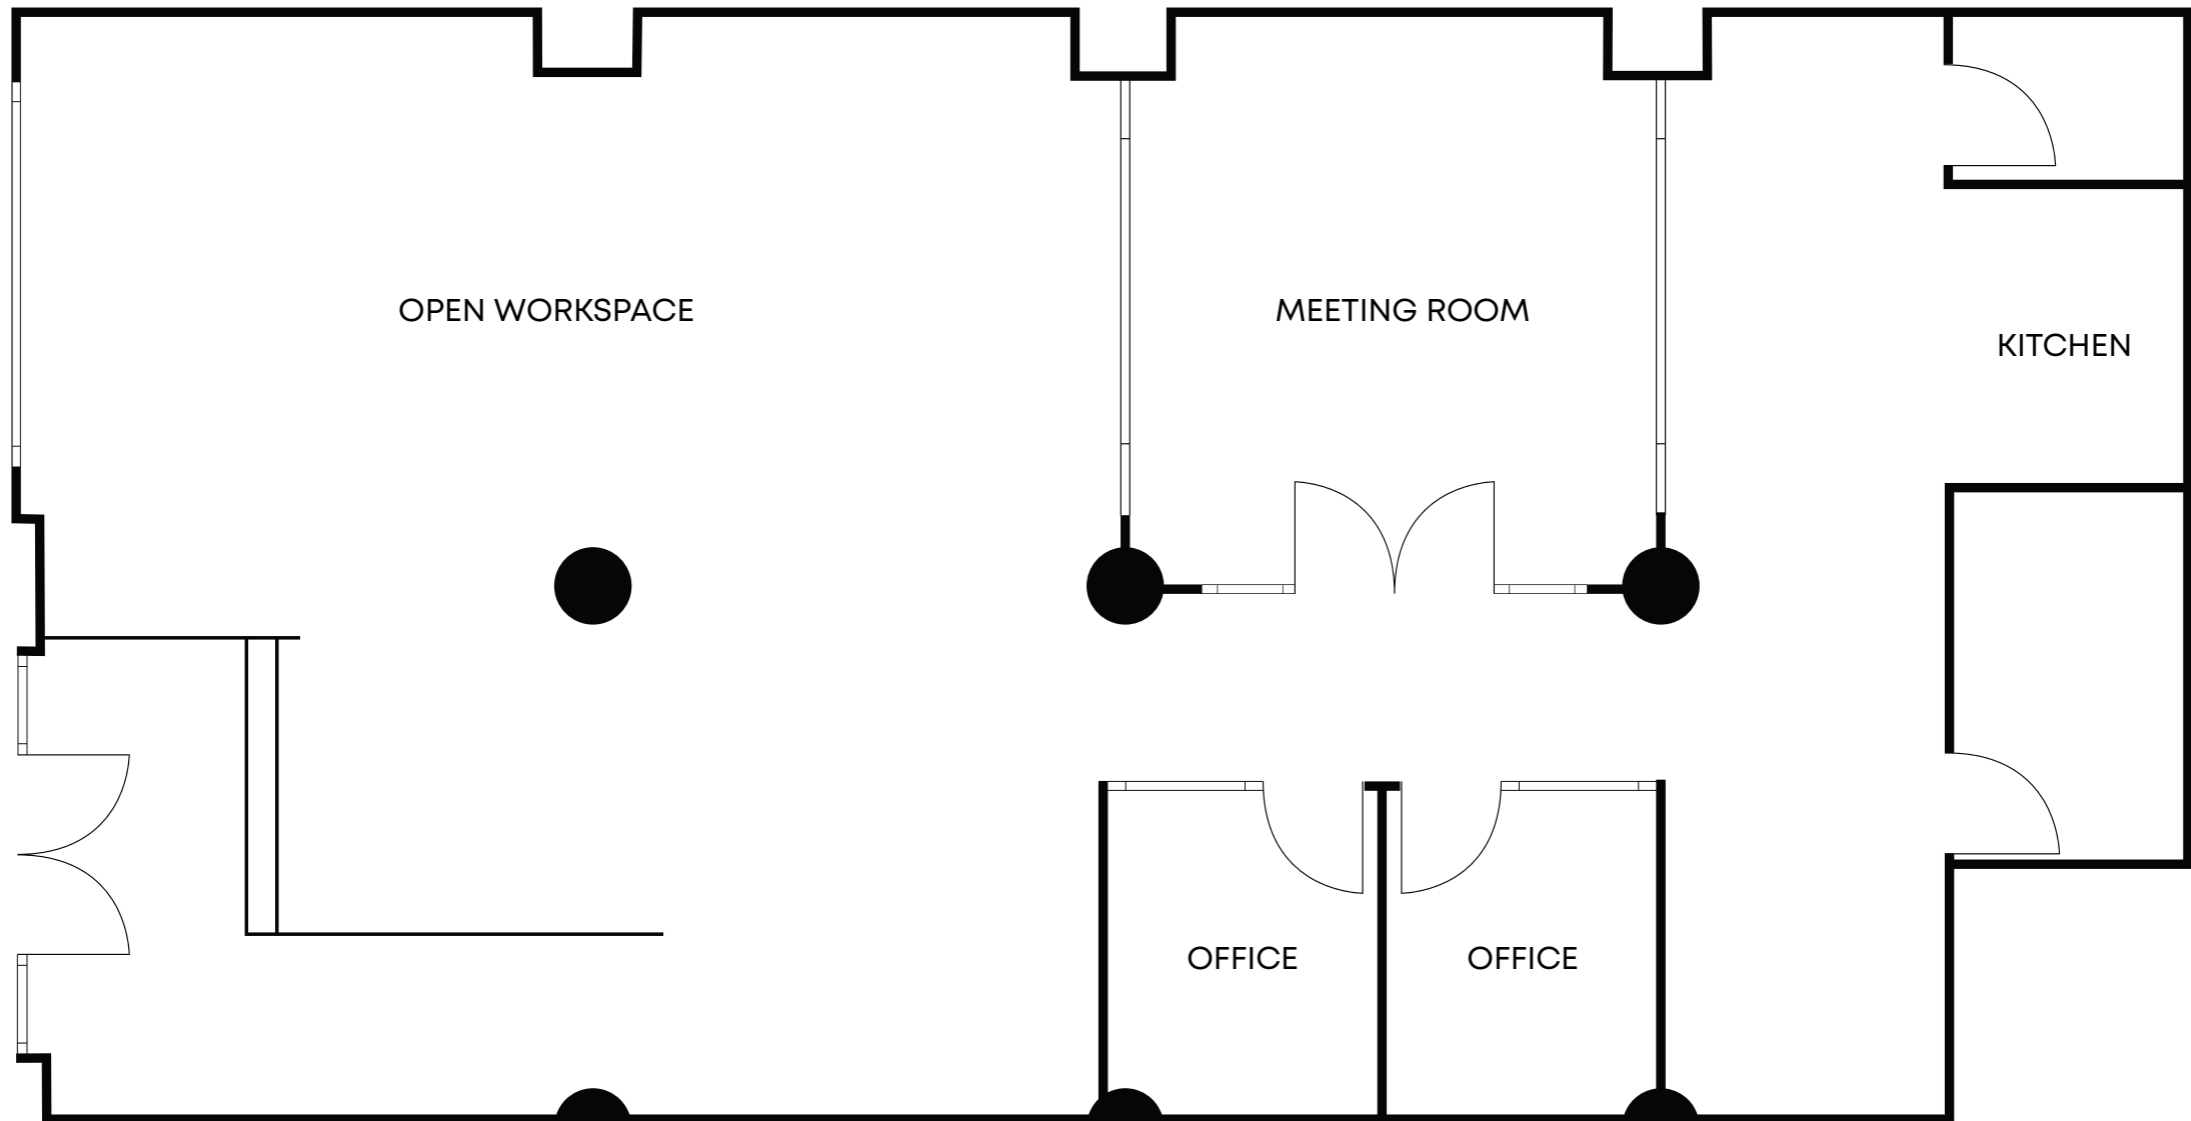 OPEN WORKSPACE
MEETING ROOM
KITCHEN
OFFICE
OFFICE